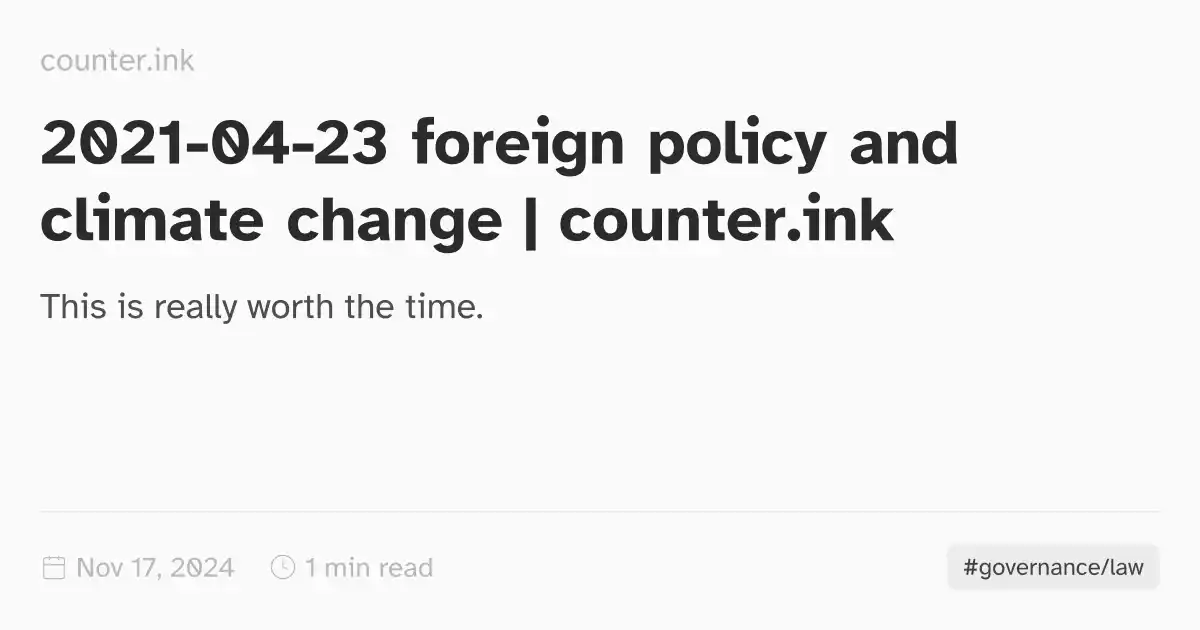 counter.ink
2021-04-23 foreign policy and
climate change | counter.ink
This is really worth the time.
Nov 17, 2024 1 min read
#governance/law